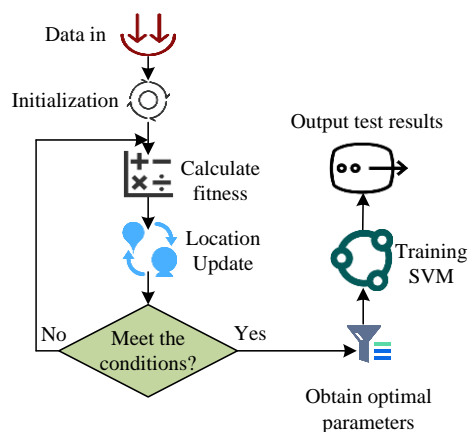 Data in
Initialization
Calculate
fitness
Location
Update
Meet the
conditions?
No
Yes
Obtain optimal
parameters
Training
SVM
Output test results